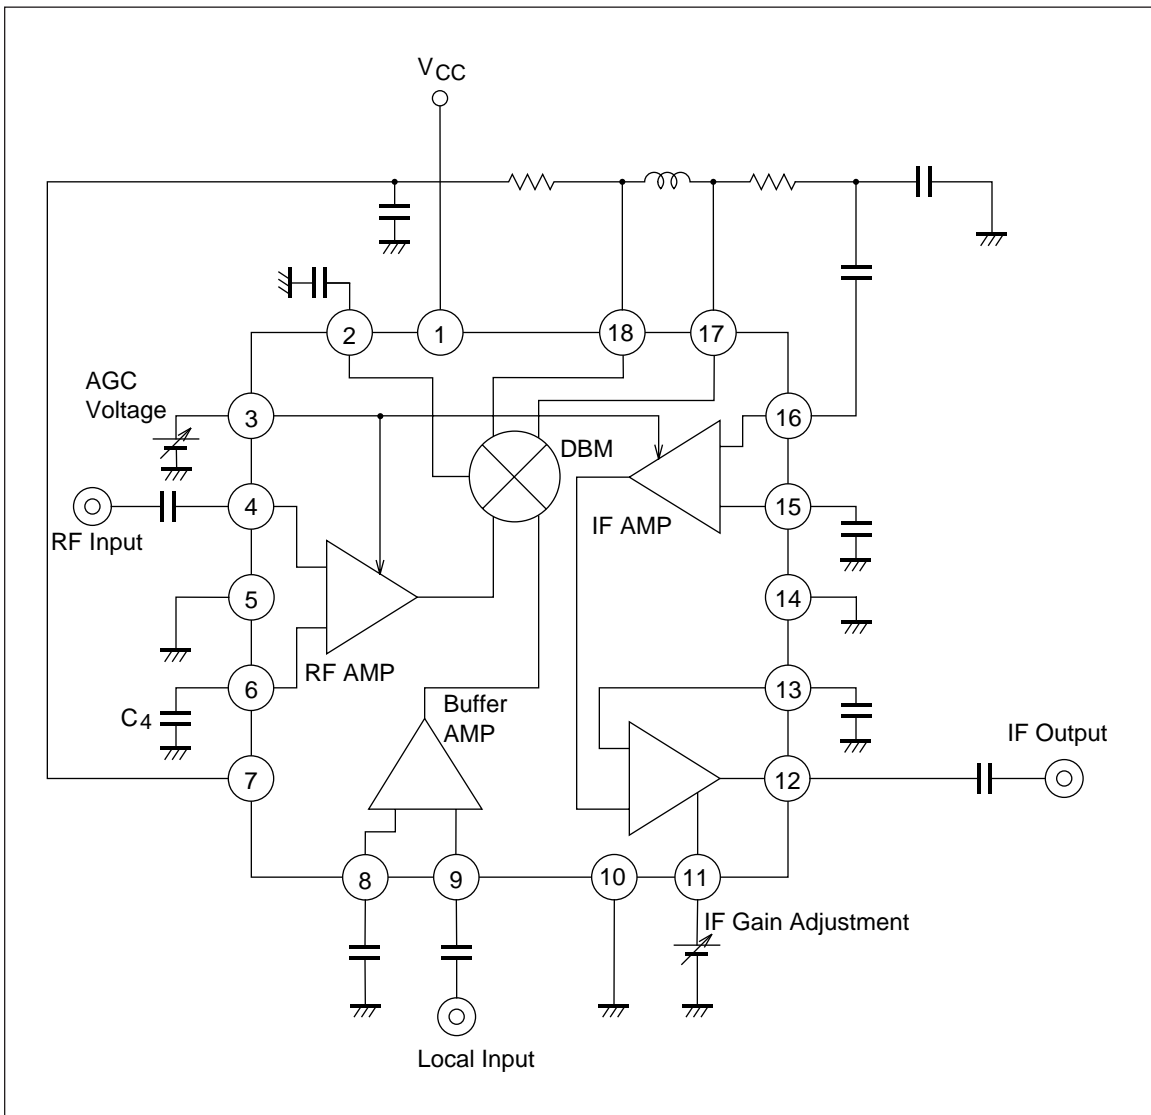 VCC
2
1
18
17
AGC
Voltage
3
16
DBM
4
15
RF Input
IF AMP
5
14
RF AMP
6
13
C4
Buffer
AMP
IF Output
7
12
8
9
10
11
IF Gain Adjustment
Local Input